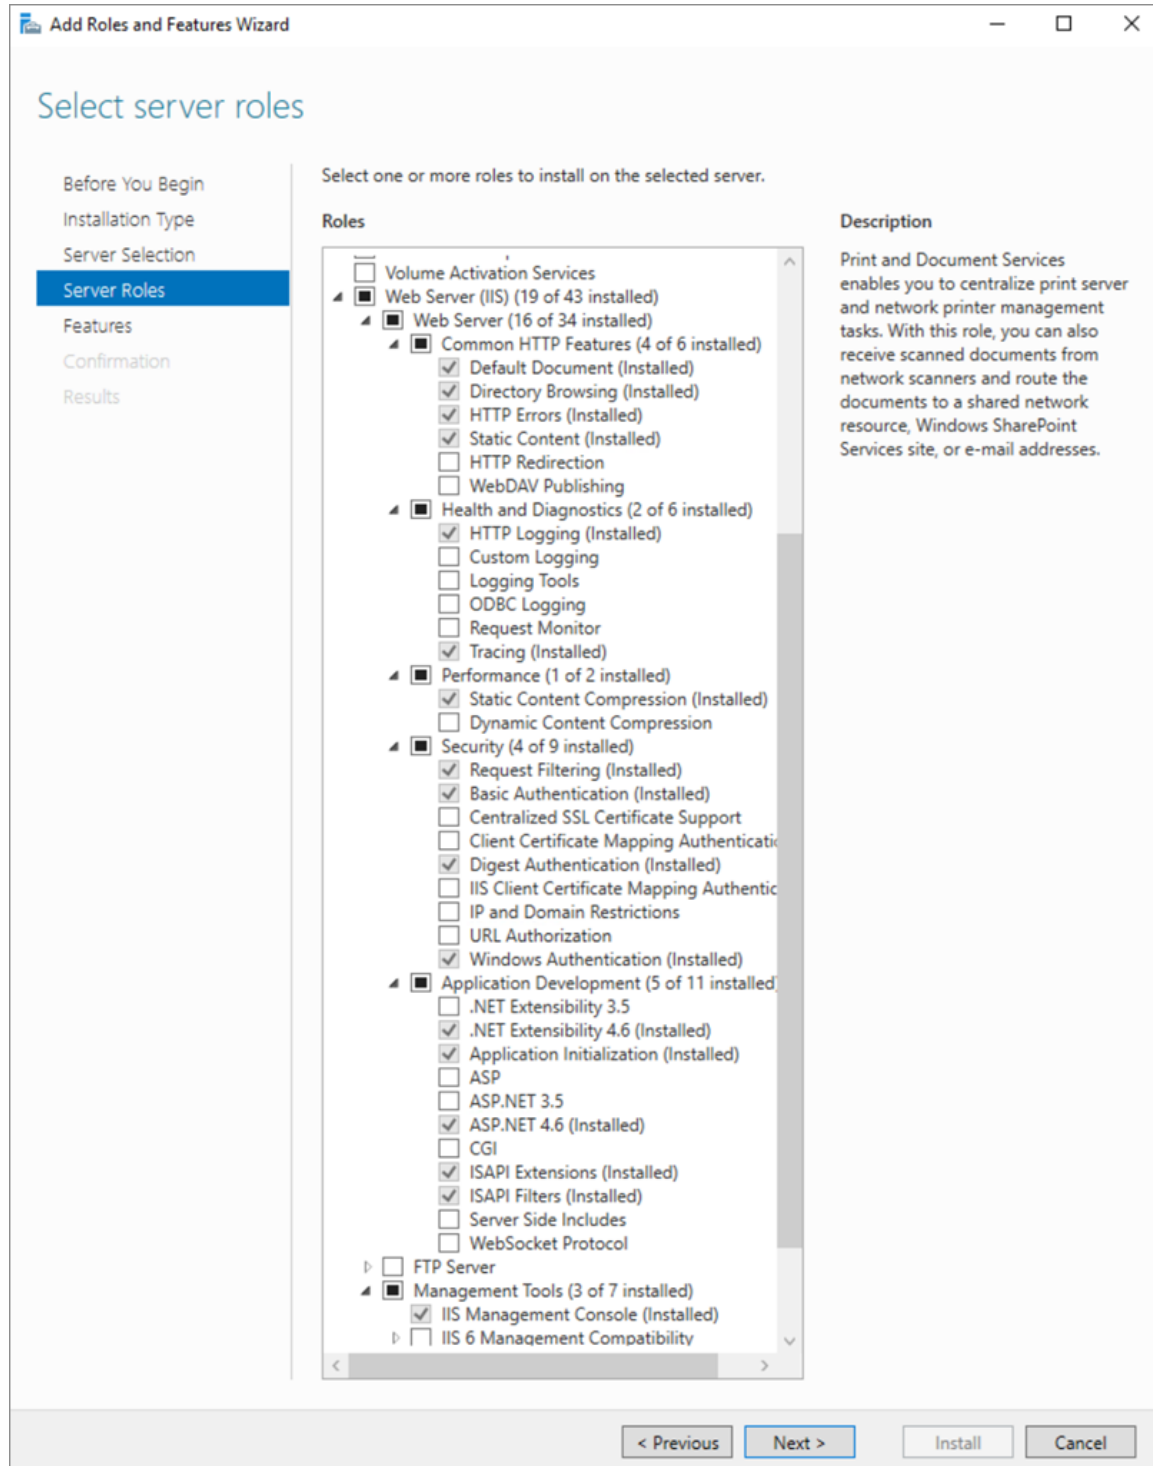 Add Roles and Features Wizard
Select server roles
Before You Begin
Installation Type
Server Selection
Server Roles
Features
Confirmation
Results
Select one or more roles to install on the selected server.
Roles
Volume Activation Services
Web Server (IIS) (19 of 43 installed)
Web Server (16 of 34 installed)
Common HTTP Features (4 of 6 installed)
Default Document (Installed)
Directory Browsing (Installed)
HTTP Errors (Installed)
Static Content (Installed)
HTTP Redirection
WebDAV Publishing
Health and Diagnostics (2 of 6 installed)
HTTP Logging (Installed)
Custom Logging
Logging Tools
ODBC Logging
Request Monitor
Tracing (Installed)
Performance (1 of 2 installed)
Static Content Compression (Installed)
Dynamic Content Compression
Security (4 of 9 installed)
Request Filtering (Installed)
Basic Authentication (Installed)
Centralized SSL Certificate Support
Client Certificate Mapping Authenticatio
Digest Authentication (Installed)
IIS Client Certificate Mapping Authentic
IP and Domain Restrictions
URL Authorization
Windows Authentication (Installed)
Application Development (5 of 11 installed)
.NET Extensibility 3.5
.NET Extensibility 4.6 (Installed)
Application Initialization (Installed)
ASP
ASP.NET 3.5
ASP.NET 4.6 (Installed)
CGI
ISAPI Extensions (Installed)
ISAPI Filters (Installed)
Server Side Includes
WebSocket Protocol
FTP Server
Management Tools (3 of 7 installed)
IIS Management Console (Installed)
IIS 6 Management Compatibility
Description
Print and Document Services
enables you to centralize print server
and network printer management
tasks. With this role, you can also
receive scanned documents from
network scanners and route the
documents to a shared network
resource, Windows SharePoint
Services site, or e-mail addresses.
< Previous
Next >
Install
Cancel